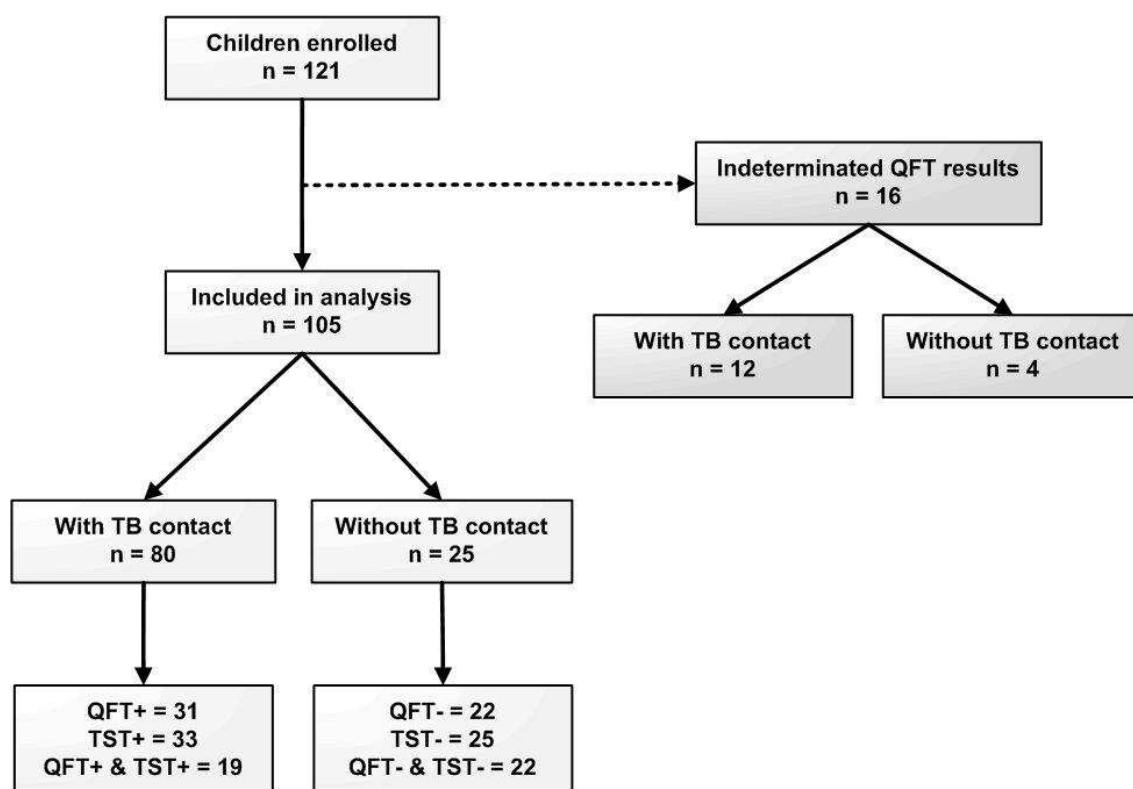 Children enrolled
n = 121
Indeterminated QFT results
n = 16
Included in analysis
n = 105
With TB contact
n = 12
Without TB contact
n = 4
With TB contact
n = 80
Without TB contact
n = 25
QFT+ = 31
TST+ = 33
QFT+ & TST+ = 19
QFT- = 22
TST- = 25
QFT- & TST- = 22